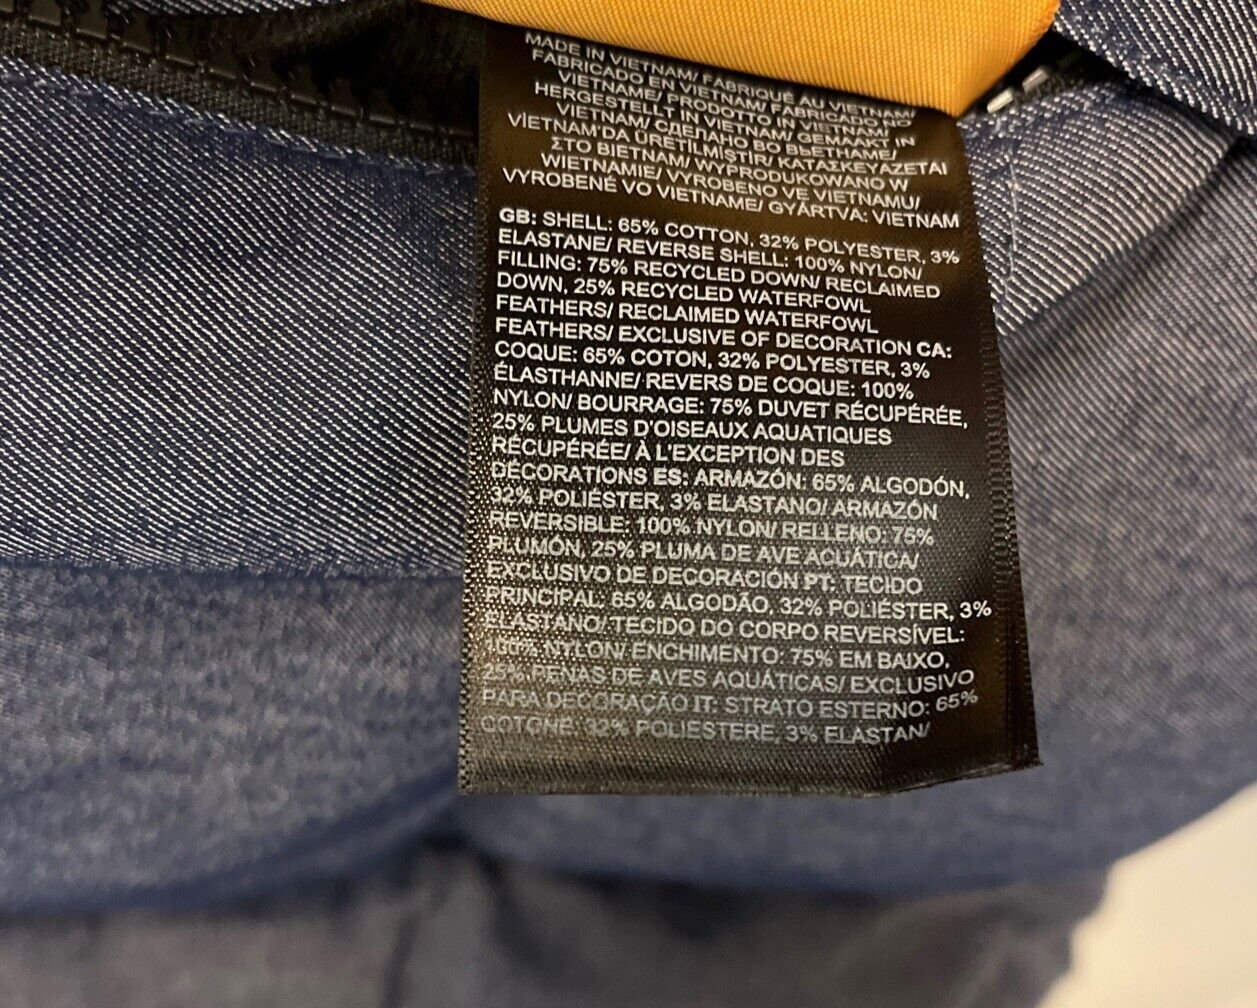 MADE IN VIETNAM/ FABRIQUÉ AU VIETNAM/
FABRICADO EN VIETNAM/ FABRICADO NO
VIETNAME/ PRODOTTO IN VIETNAM/
HERGESTELLT IN VIETNAM/ GEMAAKT IN
VIETNAM/ СДЕЛАНО ВО ВЬЕТНАМЕ/
VİETNAM'DA ÜRETİLMİŞTİR/ ΚΑΤΑΣΚΕΥΑΖΕΤΑΙ
ΣΤΟ ΒΙΕΤΝΑΜ/ WYPRODUKOWANO W
WIETNAMIE/ VYROBENO VE VIETNAMU/
VYROBENÉ VO VIETNAME/ GYÁRTVA: VIETNAM
GB: SHELL: 65% COTTON, 32% POLYESTER, 3%
ELASTANE/ REVERSE SHELL: 100% NYLON/
FILLING: 75% RECYCLED DOWN/ RECLAIMED
DOWN, 25% RECYCLED WATERFOWL
FEATHERS/ RECLAIMED WATERFOWL
FEATHERS/ EXCLUSIVE OF DECORATION CA:
COQUE: 65% COTON, 32% POLYESTER, 3%
ÉLASTHANNE/ REVERS DE COQUE: 100%
NYLON/ BOURRAGE: 75% DUVET RÉCUPÉRÉE,
25% PLUMES D'OISEAUX AQUATIQUES
RÉCUPÉRÉE/ À L'EXCEPTION DES
DÉCORATIONS ES: ARMAZÓN: 65% ALGODÓN,
32% POLIÉSTER, 3% ELASTANO/ ARMAZÓN
REVERSIBLE: 100% NYLON/ RELLENO: 75%
PLUMÓN, 25% PLUMA DE AVE ACUÁTICA/
EXCLUSIVO DE DECORACIÓN PT: TECIDO
PRINCIPAL: 65% ALGODÃO, 32% POLIÉSTER, 3%
ELASTANO/ TECIDO DO CORPO REVERSÍVEL:
100% NYLON/ ENCHIMENTO: 75% EM BAIXO,
25% PENAS DE AVES AQUÁTICAS/ EXCLUSIVO
PARA DECORAÇÃO IT: STRATO ESTERNO: 65%
COTONE, 32% POLIESTERE, 3% ELASTAN/